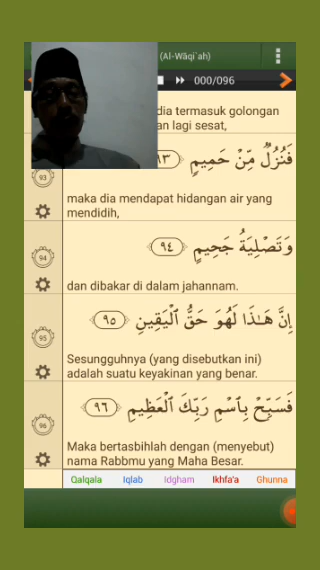 (Al-Wāqi`ah)
000/096
dia termasuk golongan
an lagi sesat,
فَنُزُلٌ مِّنْ حَمِيمٍ ﴿٩٣﴾
93
maka dia mendapat hidangan air yang
mendidih,
وَتَصْلِيَةُ جَحِيمٍ ﴿٩٤﴾
94
dan dibakar di dalam jahannam.
إِنَّ هَـٰذَا لَهُوَ حَقُّ الْيَقِينِ ﴿٩٥﴾
95
Sesungguhnya (yang disebutkan ini)
adalah suatu keyakinan yang benar.
فَسَبِّحْ بِاسْمِ رَبِّكَ الْعَظِيمِ ﴿٩٦﴾
96
Maka bertasbihlah dengan (menyebut)
nama Rabbmu yang Maha Besar.
Qalqala Iqlab Idgham Ikhfa'a Ghunna